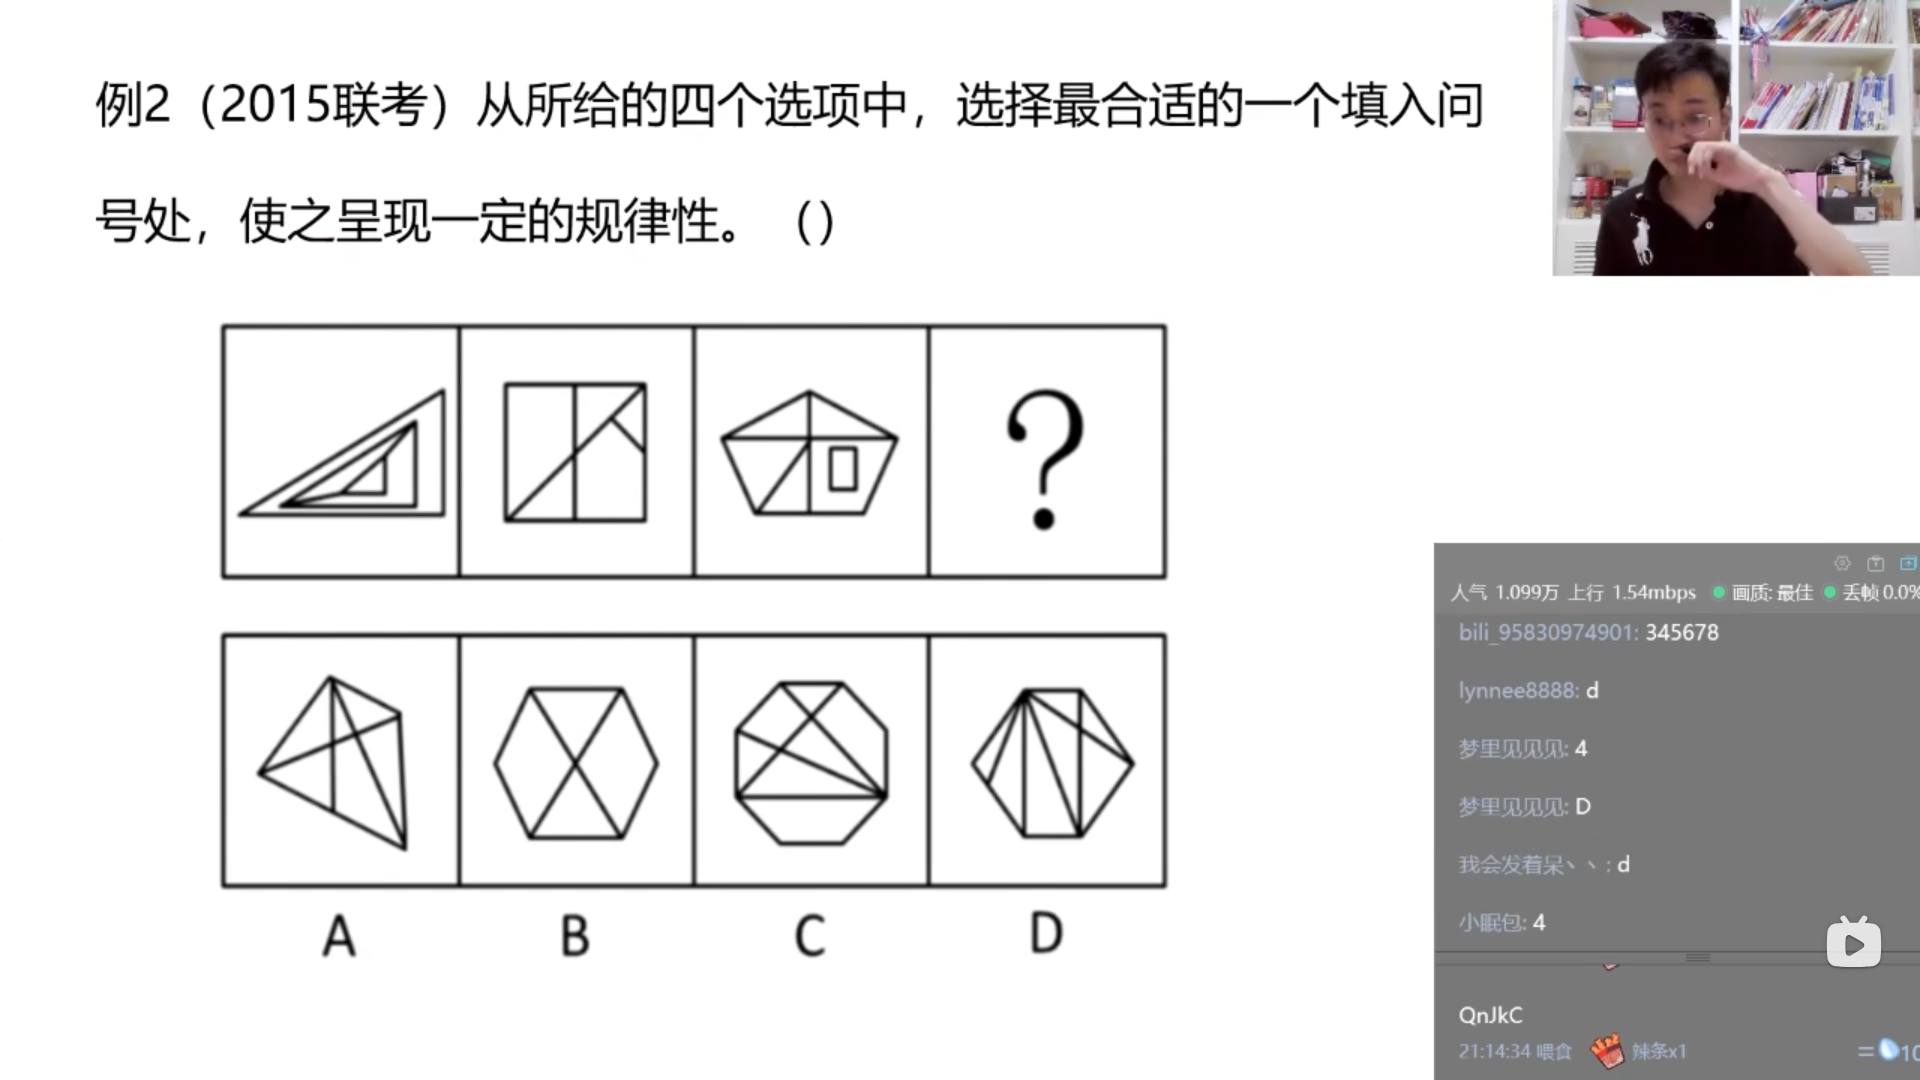 例2（2015联考）从所给的四个选项中，选择最合适的一个填入问
号处，使之呈现一定的规律性。（）
?
A
B
C
D
人气 1.099万 上行 1.54mbps 画质: 最佳 丢帧 0.0%
bili_95830974901: 345678
lynnee8888: d
梦里见见见: 4
梦里见见见: D
我会发着呆丶丶: d
小眠包: 4
QnJkC
21:14:34 喂食 辣条x1